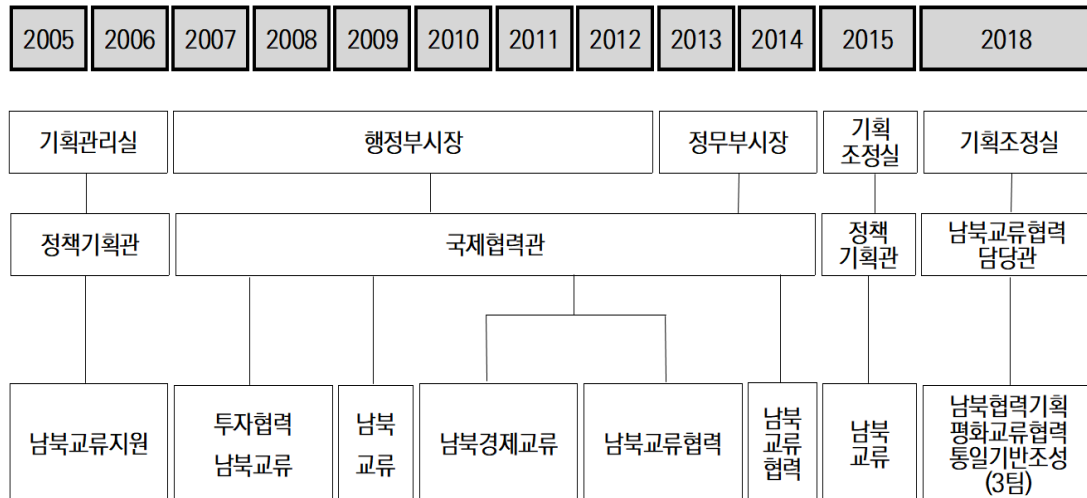 2005 2006 2007 2008 2009 2010 2011 2012 2013 2014 2015 2018
기획관리실 행정부시장 정무부시장 기획
조정실 기획조정실
정책기획관 국제협력관 정책
기획관 남북교류협력
담당관
남북교류지원 투자협력
남북교류 남북
교류 남북경제교류 남북교류협력 남북
교류
협력 남북
교류 남북협력기획
평화교류협력
통일기반조성
(3팀)